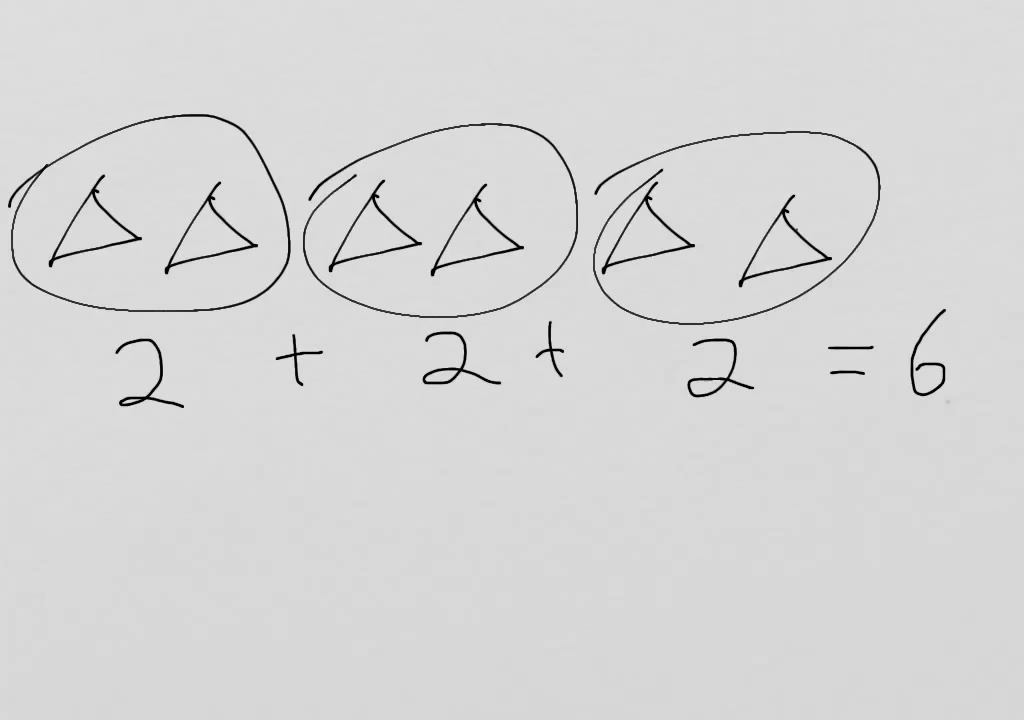 2 + 2 + 2 = 6